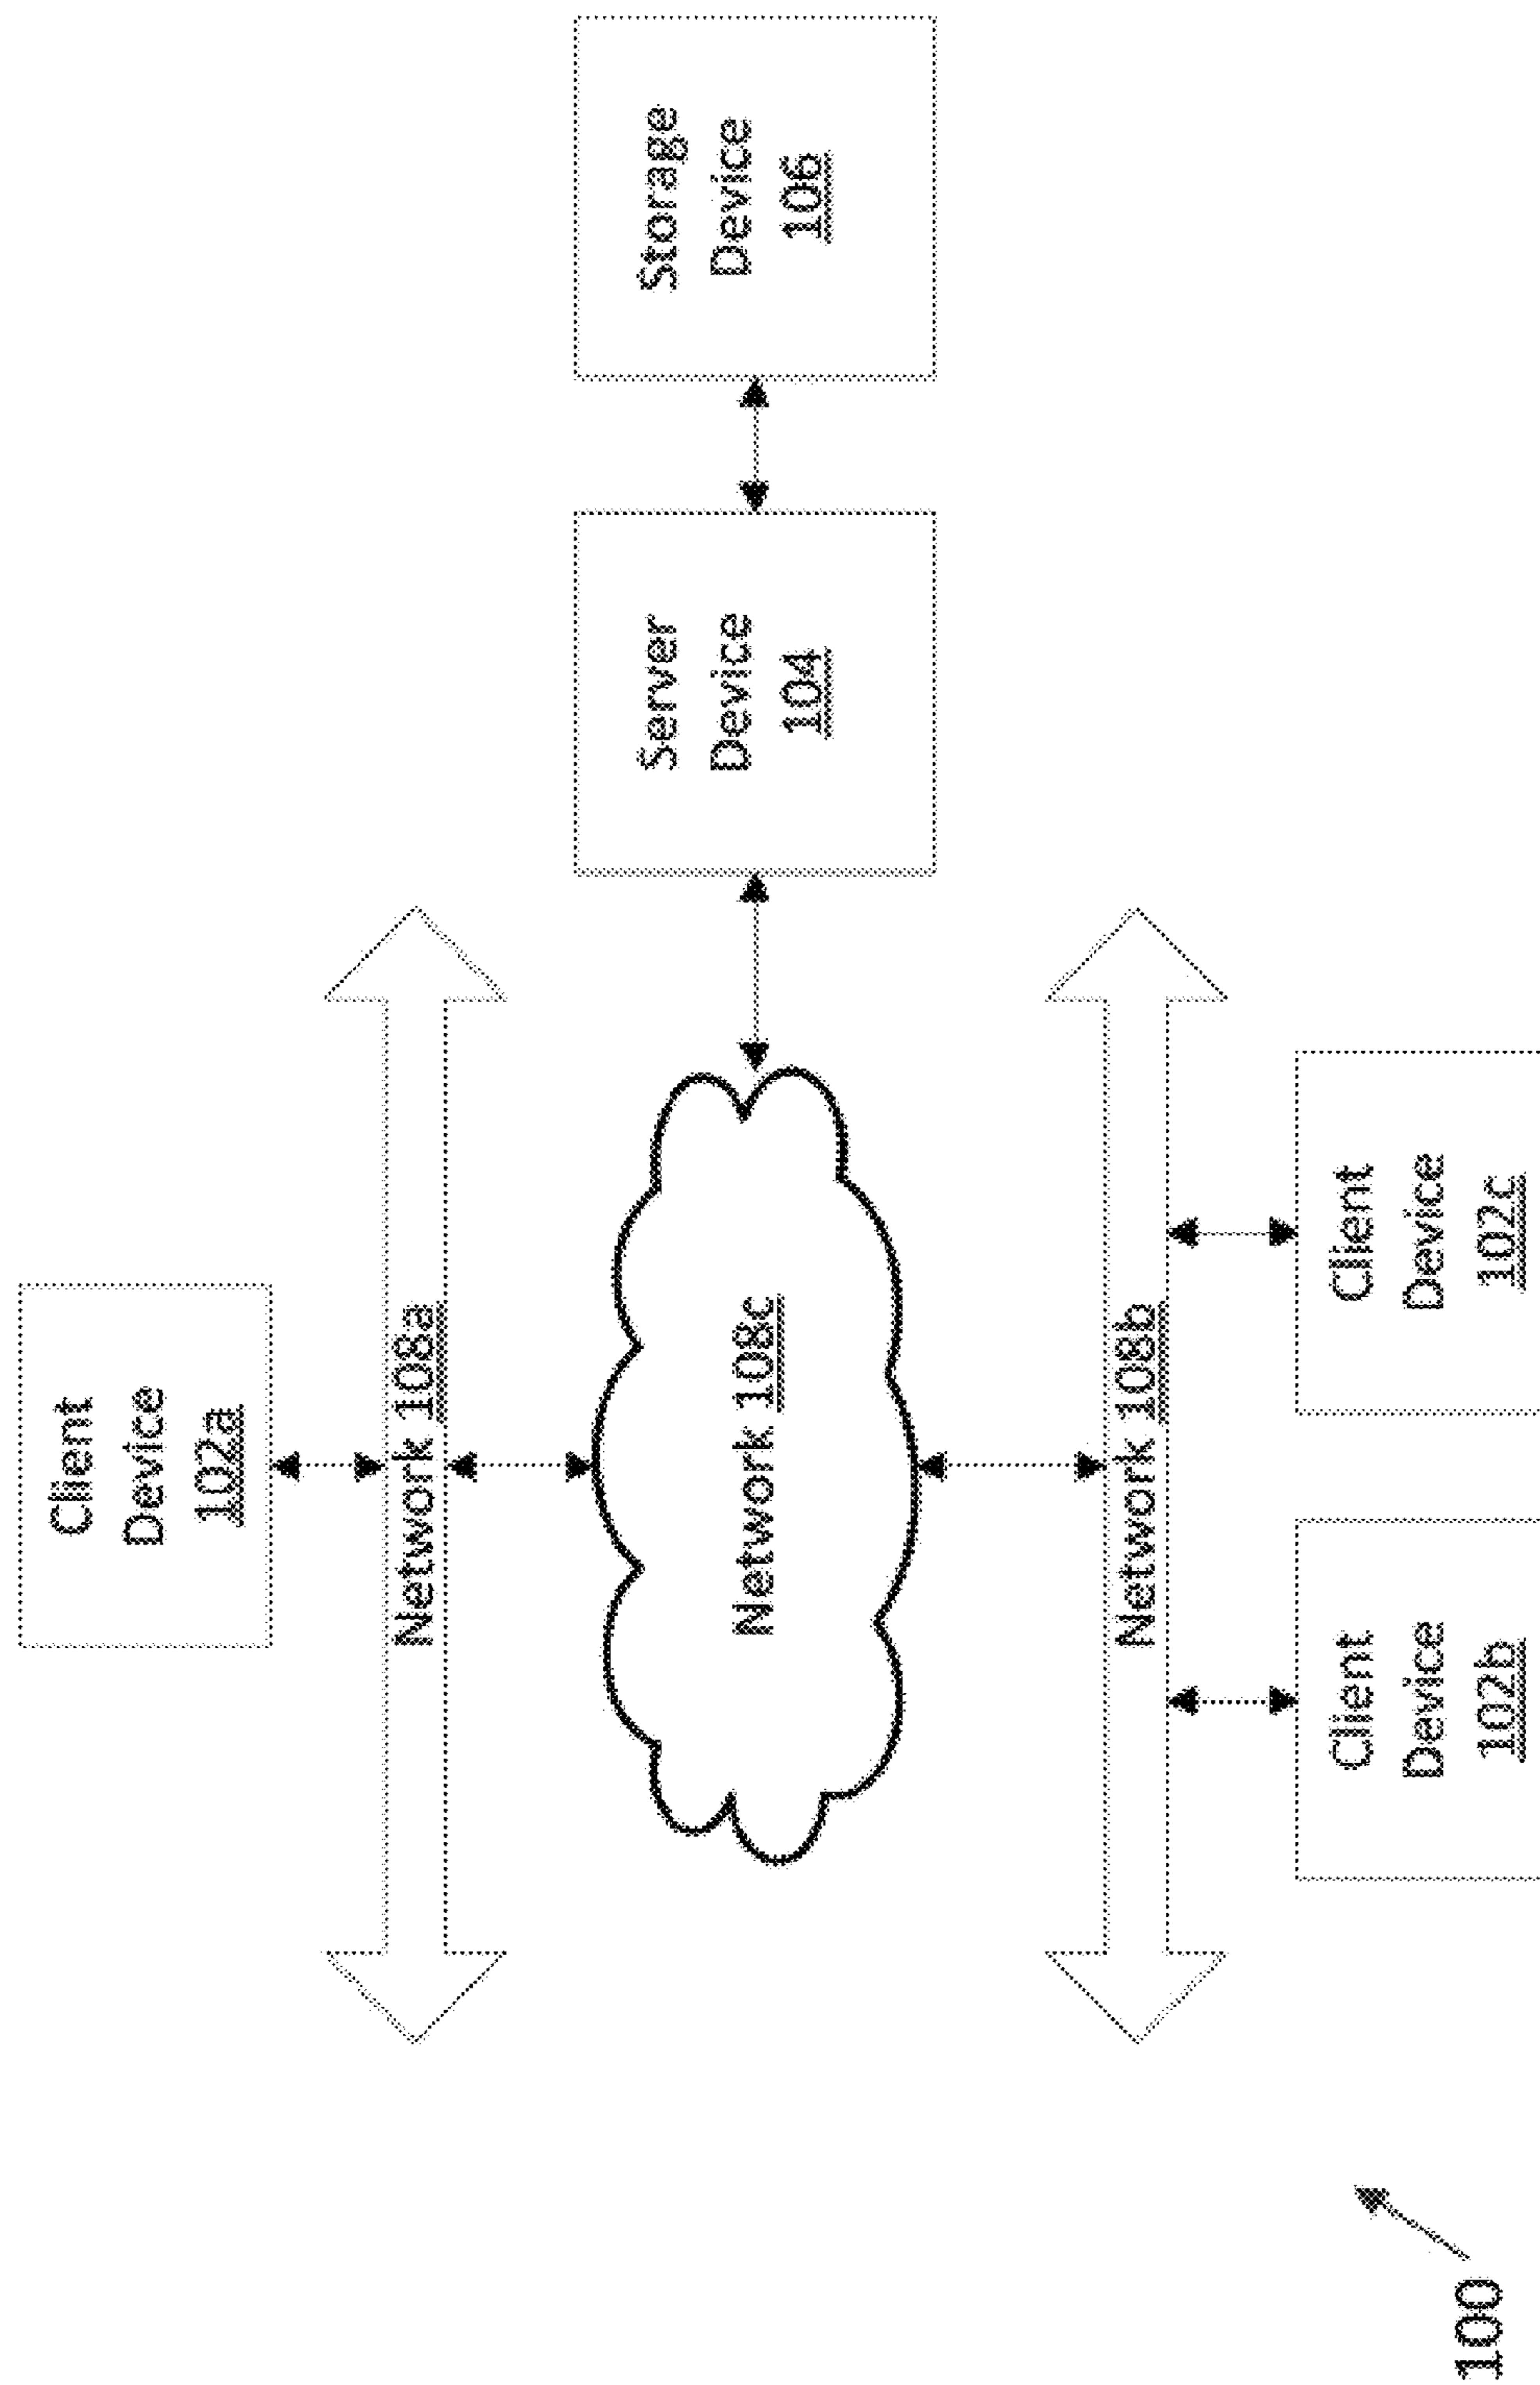 Client
Device
102a
Network 108a
Network 108c
Server
Device
104
Storage
Device
106
Network 108b
Client
Device
102b
Client
Device
102c
100